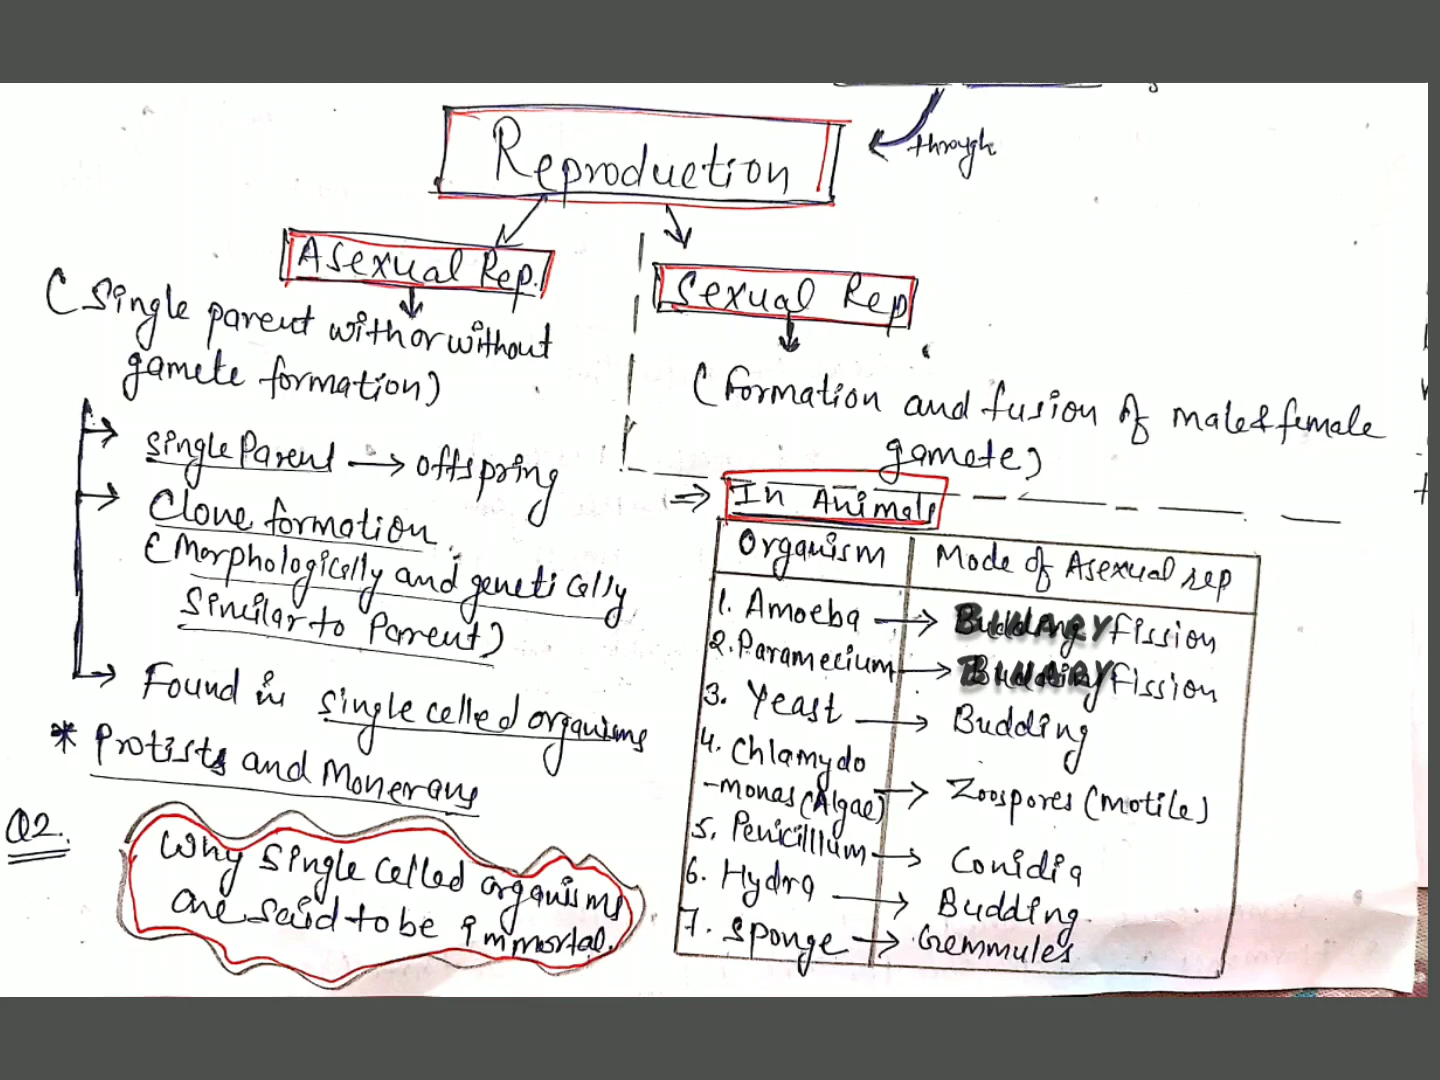 through
Reproduction
Asexual Rep.
(Single parent with or without
gamete formation)
Single Parent → offspring
Clone formation
(Morphologically and genetically
similar to Parent)
Found in single celled organisms
* Protists and Monerans
Q2.
Why single celled organisms
are said to be immortal.
Sexual Rep
(Formation and fusion of male & female
gamete)
⇒ In Animals
Organism Mode of Asexual rep
1. Amoeba → fission
2. Paramecium → fission
3. Yeast → Budding
4. Chlamydo
-monas (Algae) → Zoospores (motile)
5. Penicillium → Conidia
6. Hydra → Budding
7. Sponge → Gemmules